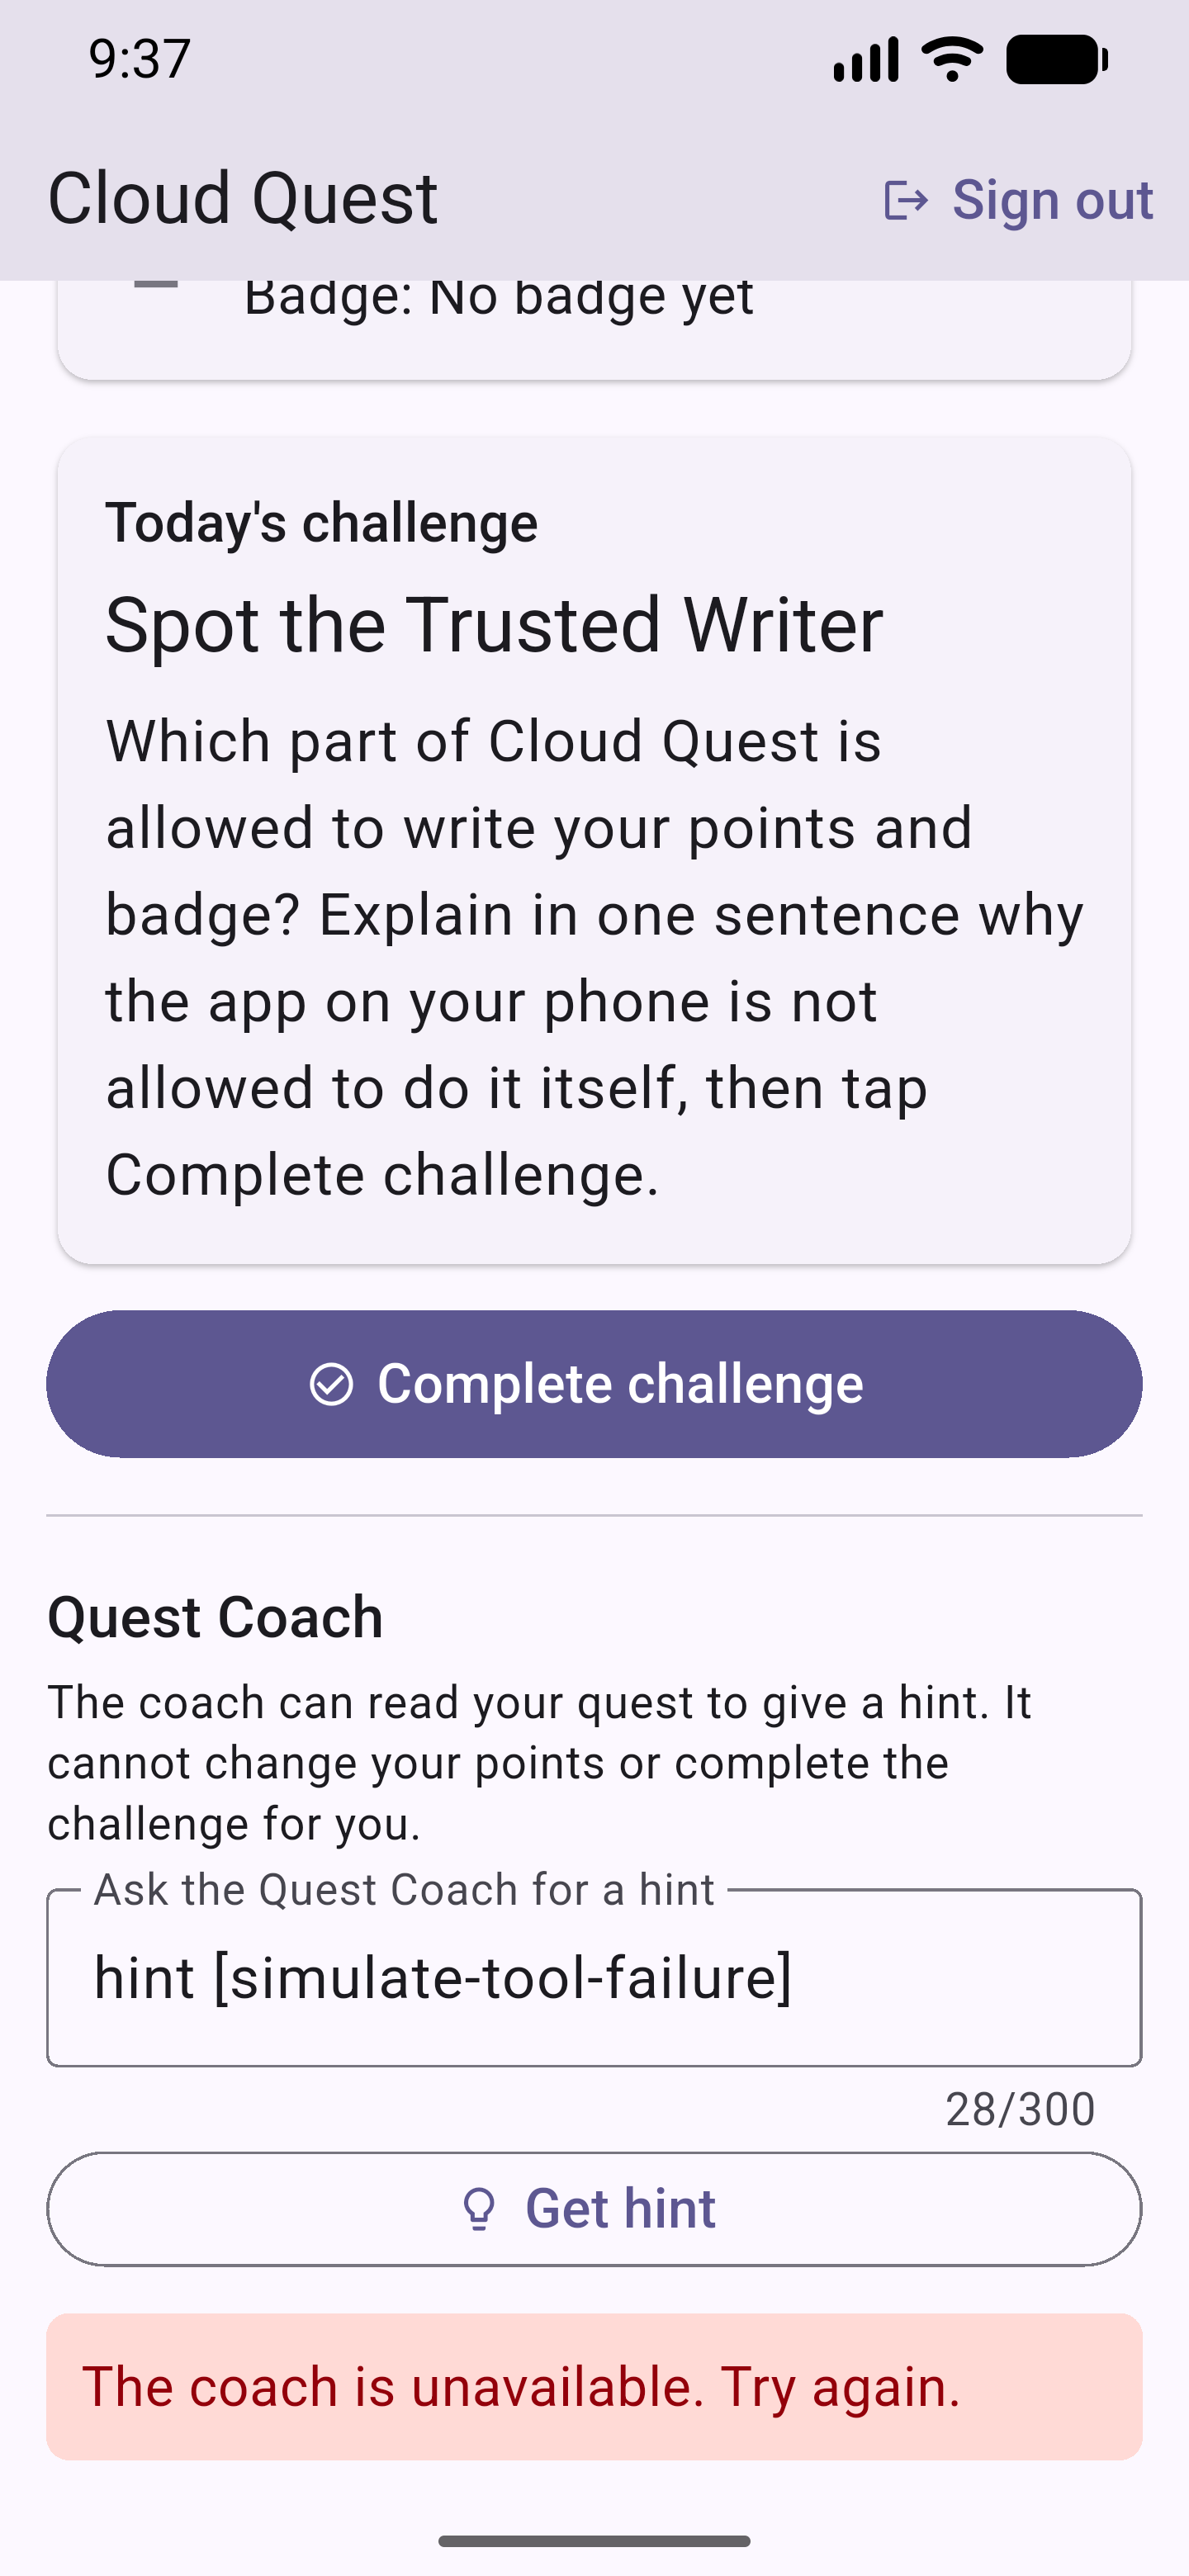 9:37
Cloud Quest
Sign out
Badge: No badge yet
Today's challenge
Spot the Trusted Writer
Which part of Cloud Quest is
allowed to write your points and
badge? Explain in one sentence why
the app on your phone is not
allowed to do it itself, then tap
Complete challenge.
Complete challenge
Quest Coach
The coach can read your quest to give a hint. It
cannot change your points or complete the
challenge for you.
Ask the Quest Coach for a hint
hint [simulate-tool-failure]
28/300
Get hint
The coach is unavailable. Try again.